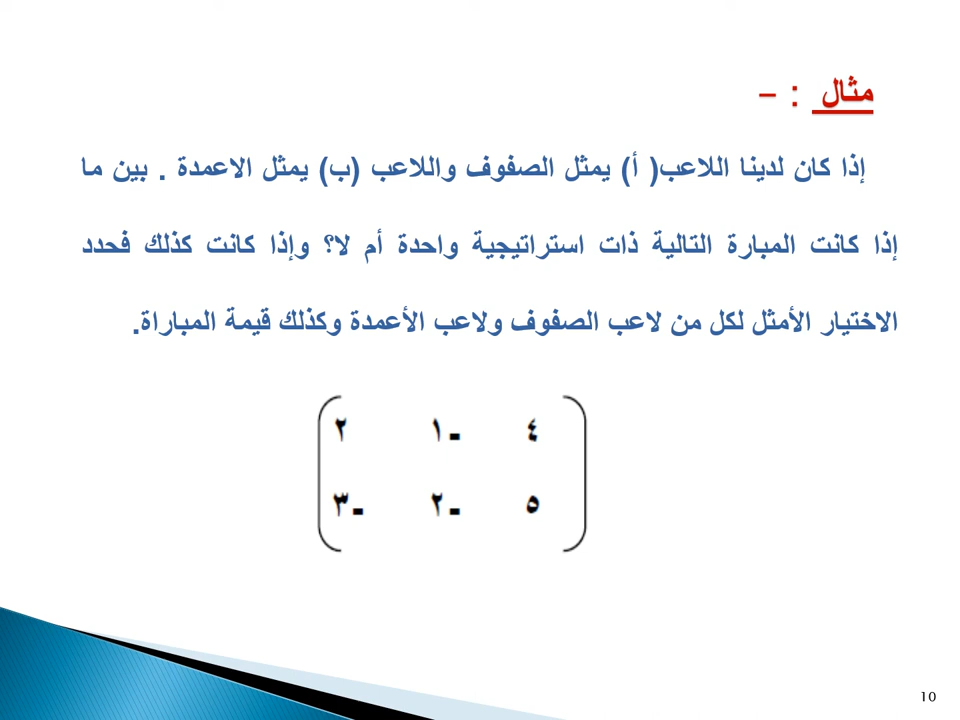 مثال : -
إذا كان لدينا اللاعب( أ) يمثل الصفوف واللاعب (ب) يمثل الاعمدة . بين ما
إذا كانت المبارة التالية ذات استراتيجية واحدة أم لا؟ وإذا كانت كذلك فحدد
الاختيار الأمثل لكل من لاعب الصفوف ولاعب الأعمدة وكذلك قيمة المباراة.
٤ -١ ٢
٥ -٢ -٣
10